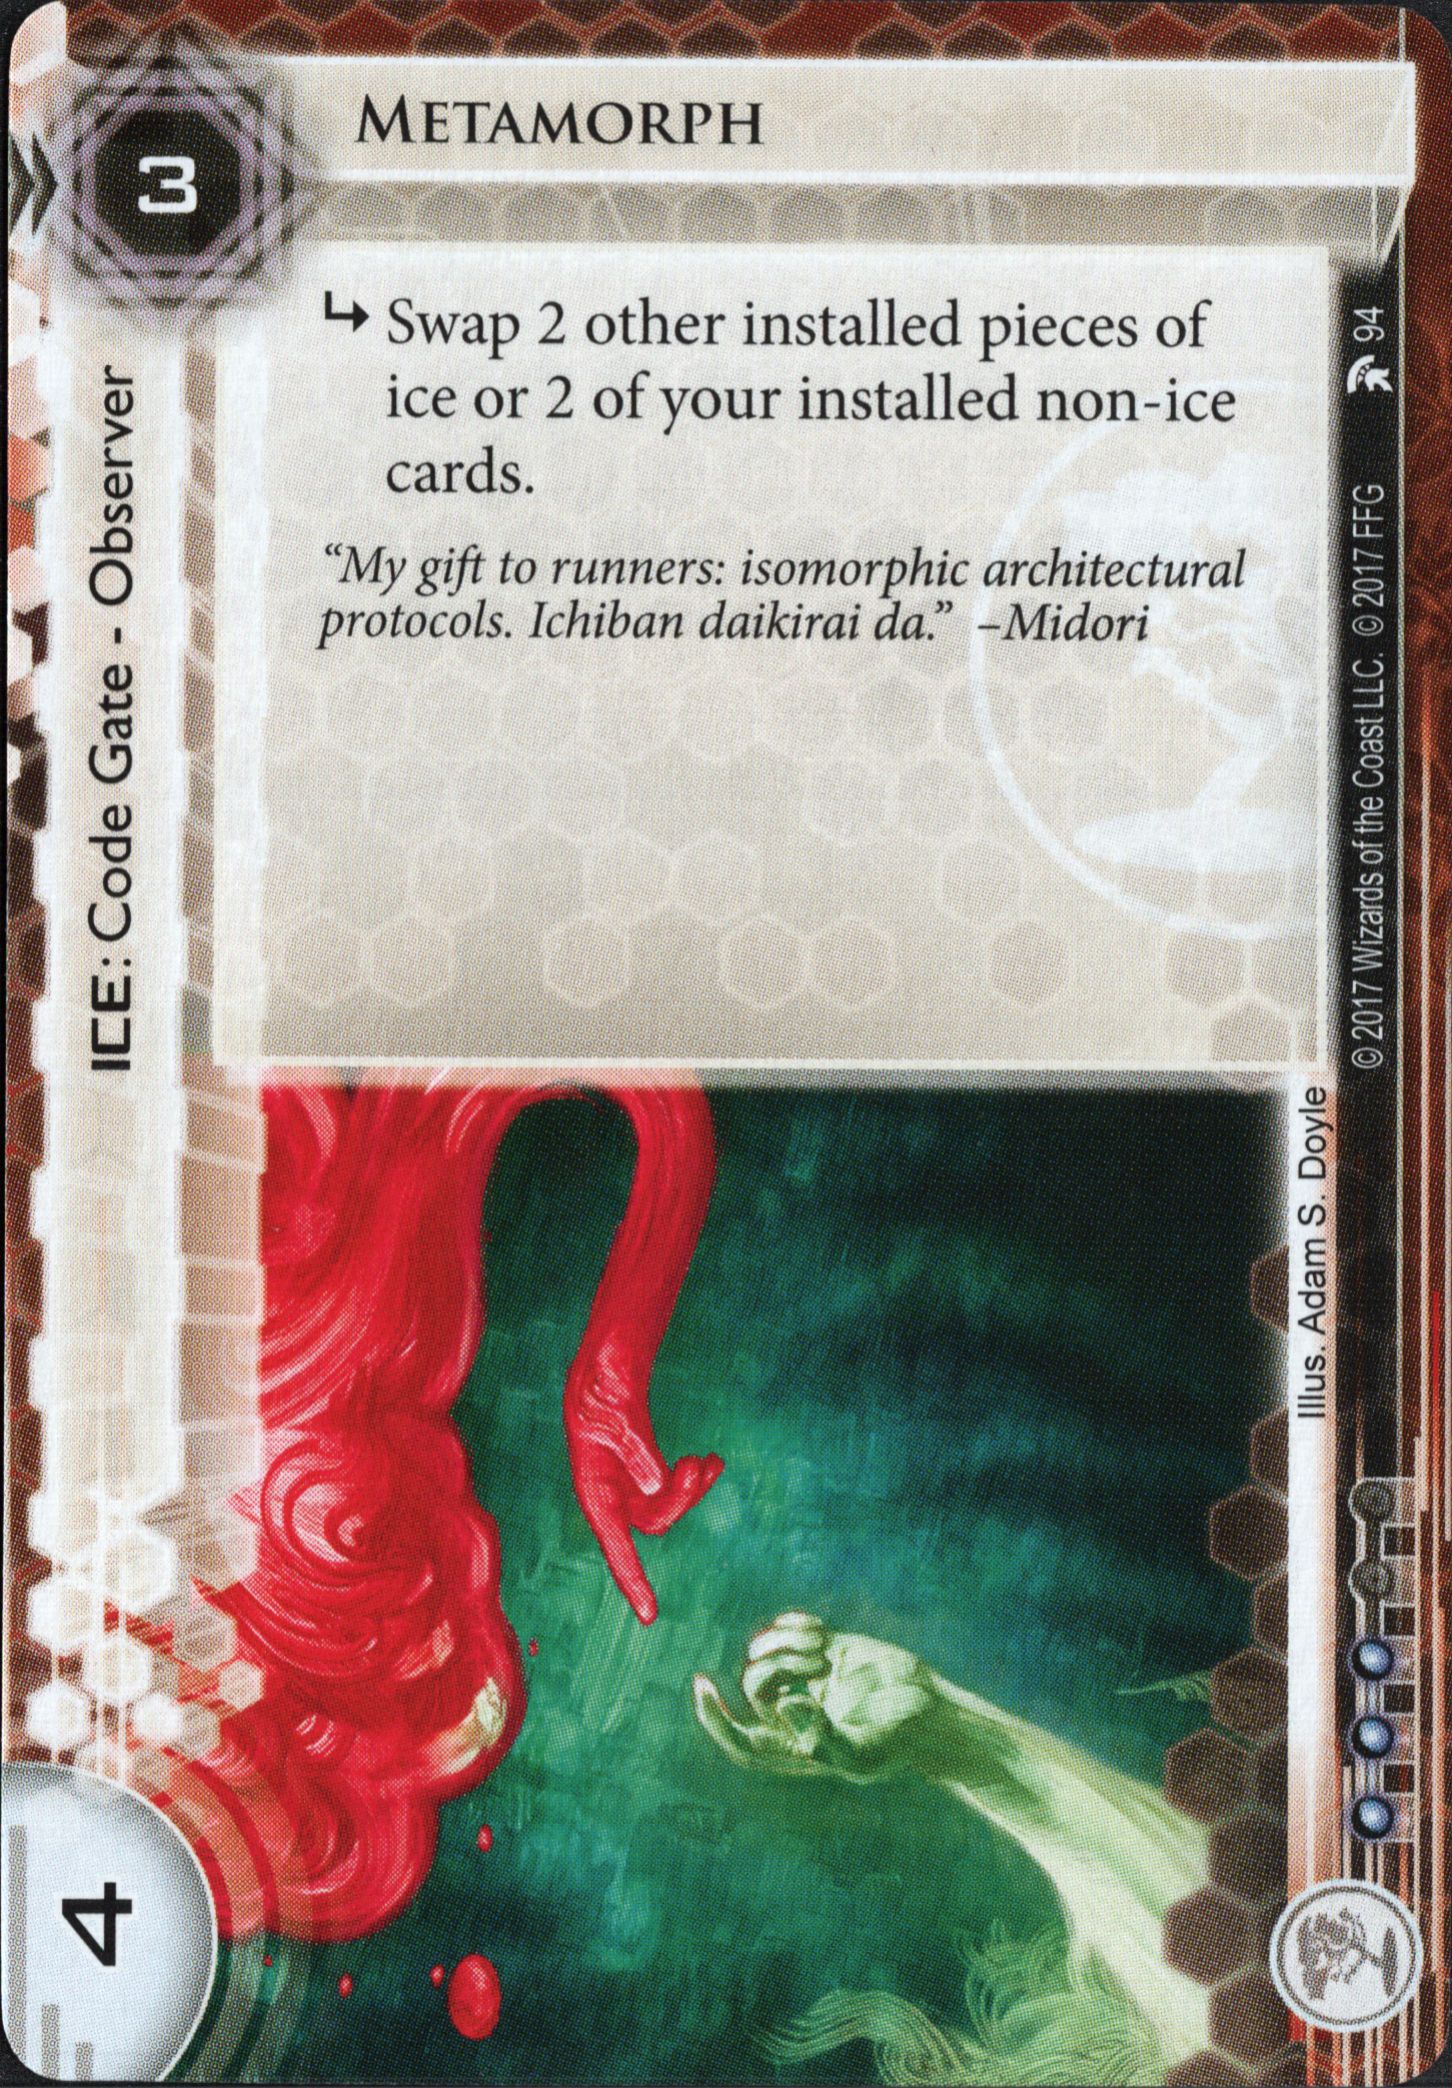 3
METAMORPH
Swap 2 other installed pieces of
ice or 2 of your installed non-ice
cards.
“My gift to runners: isomorphic architectural
protocols. Ichiban daikirai da.” –Midori
ICE: Code Gate - Observer
4
Illus. Adam S. Doyle
© 2017 Wizards of the Coast LLC. © 2017 FFG 94